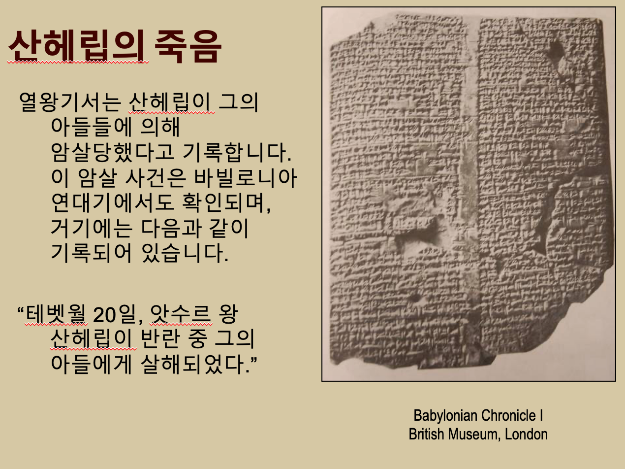 산헤립의 죽음
열왕기서는 산헤립이 그의
아들들에 의해
암살당했다고 기록합니다.
이 암살 사건은 바빌로니아
연대기에서도 확인되며,
거기에는 다음과 같이
기록되어 있습니다.
“테벳월 20일, 앗수르 왕
산헤립이 반란 중 그의
아들에게 살해되었다.”
Babylonian Chronicle I
British Museum, London